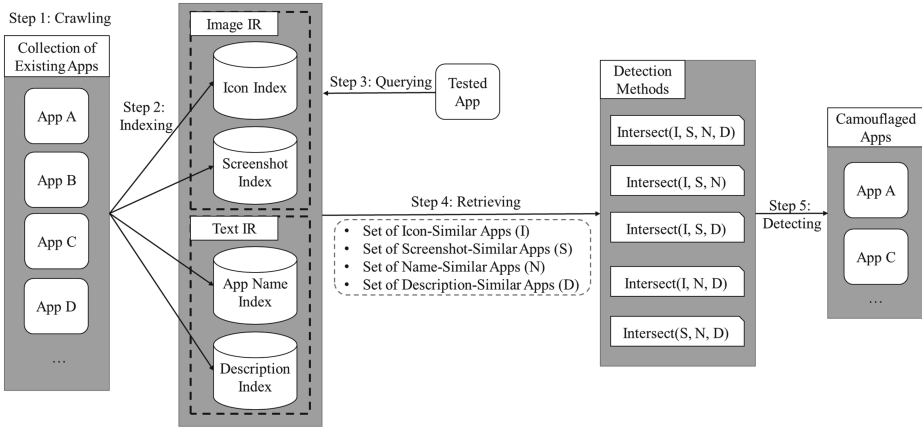 Step 1: Crawling
Collection of
Existing Apps
App A
App B
App C
App D
…
Step 2:
Indexing
Image IR
Icon Index
Screenshot
Index
Text IR
App Name
Index
Description
Index
Step 3: Querying
Tested
App
Step 4: Retrieving
• Set of Icon-Similar Apps (I)
• Set of Screenshot-Similar Apps (S)
• Set of Name-Similar Apps (N)
• Set of Description-Similar Apps (D)
Detection
Methods
Intersect(I, S, N, D)
Intersect(I, S, N)
Intersect(I, S, D)
Intersect(I, N, D)
Intersect(S, N, D)
Step 5:
Detecting
Camouflaged
Apps
App A
App C
…